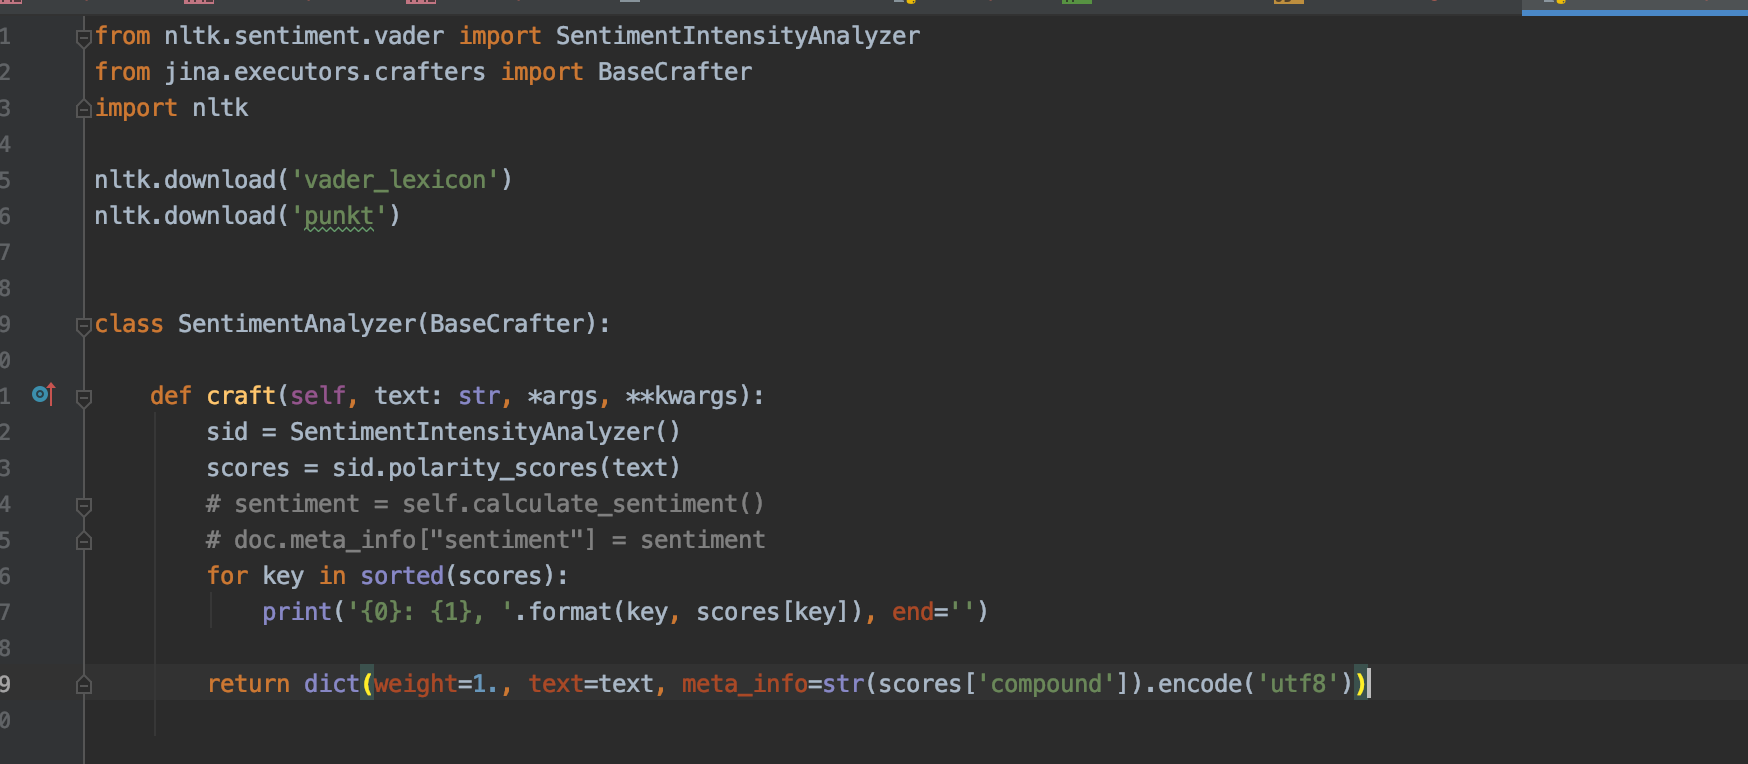 1 from nltk.sentiment.vader import SentimentIntensityAnalyzer
2 from jina.executors.crafters import BaseCrafter
3 import nltk
4
5 nltk.download('vader_lexicon')
6 nltk.download('punkt')
7
8
9 class SentimentAnalyzer(BaseCrafter):
0
1     def craft(self, text: str, *args, **kwargs):
2         sid = SentimentIntensityAnalyzer()
3         scores = sid.polarity_scores(text)
4         # sentiment = self.calculate_sentiment()
5         # doc.meta_info["sentiment"] = sentiment
6         for key in sorted(scores):
7             print('{0}: {1}, '.format(key, scores[key]), end='')
8
9         return dict(weight=1., text=text, meta_info=str(scores['compound']).encode('utf8'))
0